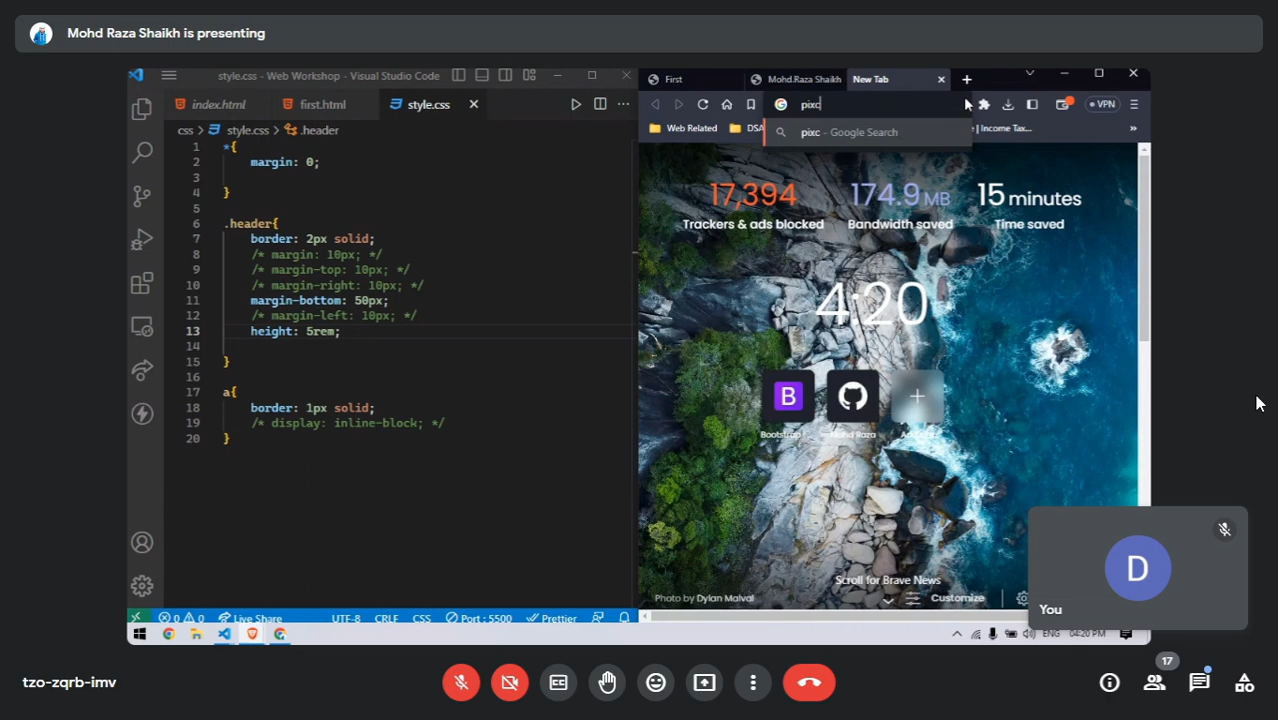 Mohd Raza Shaikh is presenting
style.css - Web Workshop - Visual Studio Code
index.html
first.html
style.css
css > style.css > .header
1 *{
2 margin: 0;
3
4 }
5
6 .header{
7 border: 2px solid;
8 /* margin: 10px; */
9 /* margin-top: 10px; */
10 /* margin-right: 10px; */
11 margin-bottom: 50px;
12 /* margin-left: 10px; */
13 height: 5rem;
14
15 }
16
17 a{
18 border: 1px solid;
19 /* display: inline-block; */
20 }
0 0 Live Share UTF-8 CRLF CSS Port : 5500 Prettier
First
Mohd.Raza Shaikh
New Tab
pixc
VPN
Web Related
DSA
| Income Tax...
pixc - Google Search
17,394
Trackers & ads blocked
174.9 MB
Bandwidth saved
15 minutes
Time saved
4:20
B
Bootstrap
Mohd Raza
Scroll for Brave News
Photo by Dylan Malval
Customize
ENG 04:20 PM
D
You
tzo-zqrb-imv
17